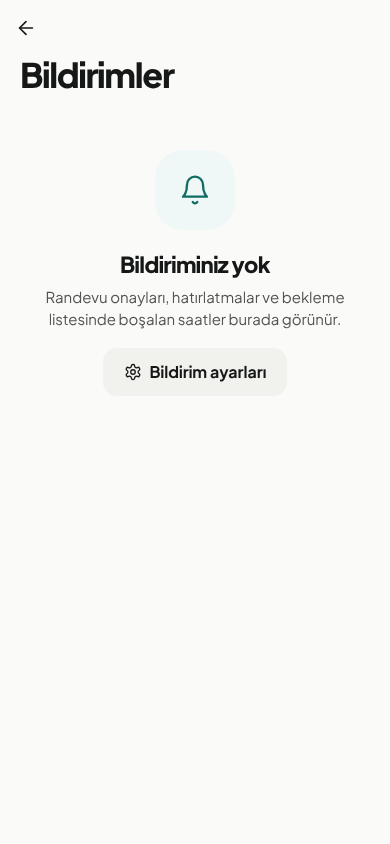 Bildirimler
Bildiriminiz yok
Randevu onayları, hatırlatmalar ve bekleme
listesinde boşalan saatler burada görünür.
Bildirim ayarları